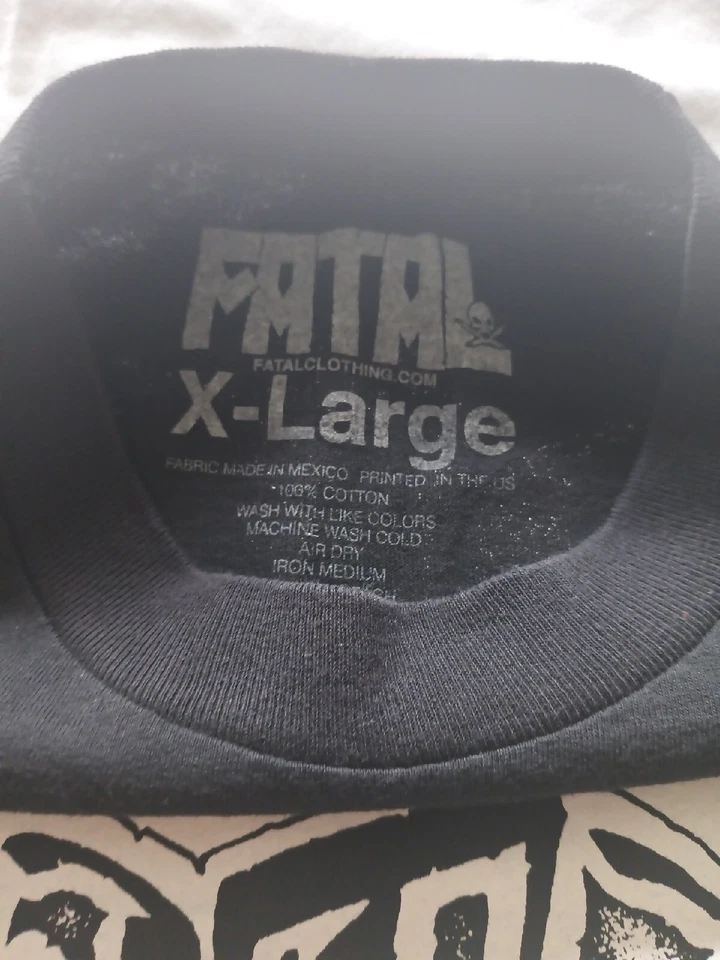 FATAL
FATALCLOTHING.COM
X-Large
FABRIC MADE IN MEXICO PRINTED IN THE US
100% COTTON
WASH WITH LIKE COLORS
MACHINE WASH COLD
AIR DRY
IRON MEDIUM